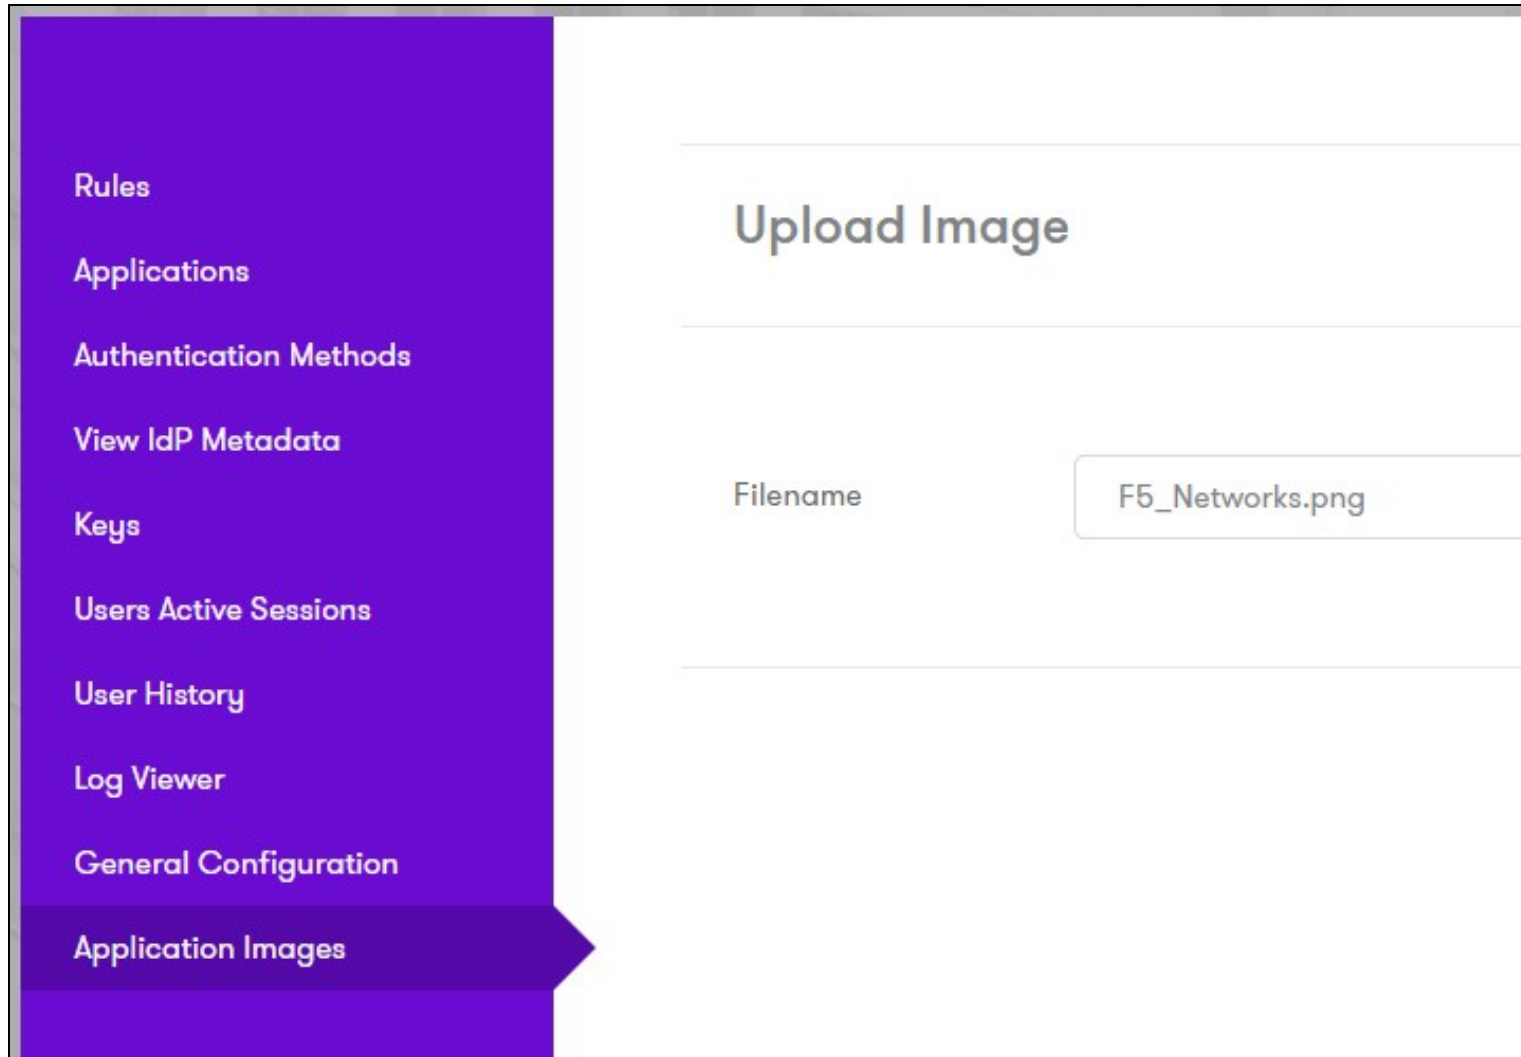 Rules
Applications
Authentication Methods
View IdP Metadata
Keys
Users Active Sessions
User History
Log Viewer
General Configuration
Application Images
Upload Image
Filename
F5_Networks.png